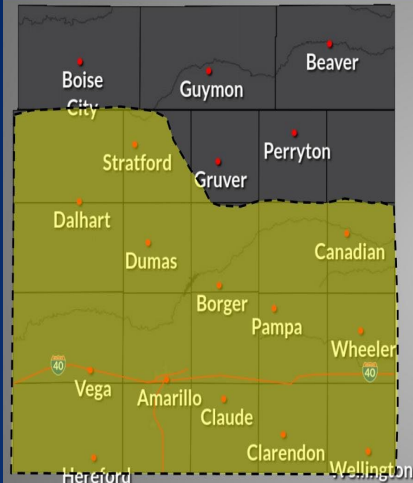 Boise
City
Guymon
Beaver
Stratford
Gruver
Perryton
Dalhart
Dumas
Canadian
Borger
Pampa
Wheeler
40
40
Vega
Amarillo
Claude
Clarendon
Hereford
Wellington